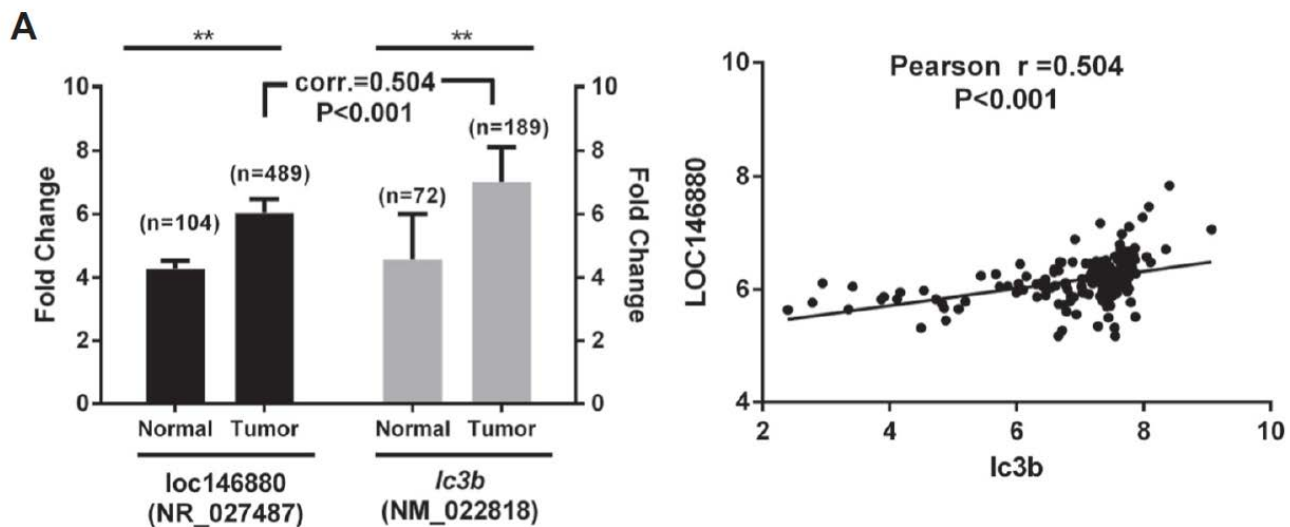 A
**
**
corr.=0.504
P<0.001
10
8
6
4
2
0
Fold Change
(n=104)
(n=489)
(n=72)
(n=189)
10
8
6
4
2
0
Fold Change
Normal
Tumor
Normal
Tumor
loc146880
(NR_027487)
lc3b
(NM_022818)
Pearson r =0.504
P<0.001
LOC146880
10
8
6
4
2
4
6
8
10
lc3b